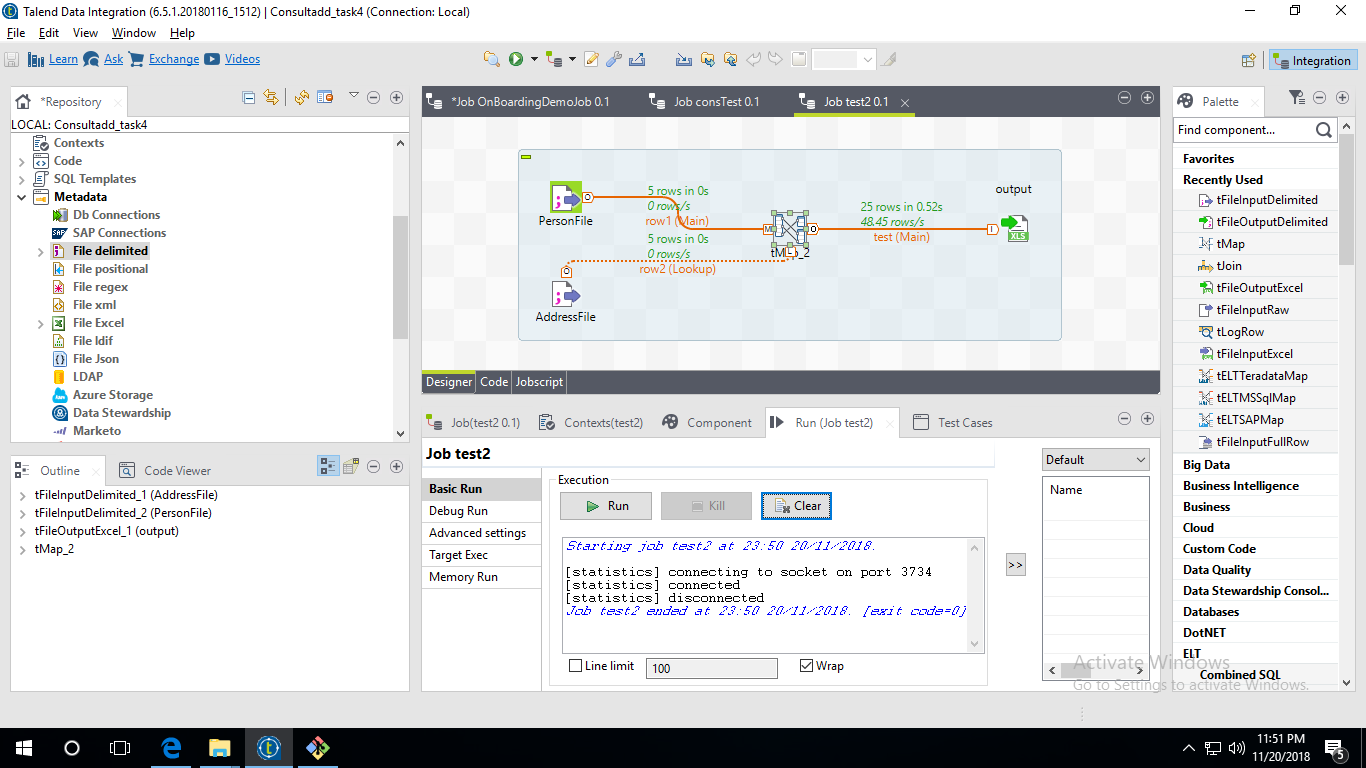 Talend Data Integration (6.5.1.20180116_1512) | Consultadd_task4 (Connection: Local)
File Edit View Window Help
Learn Ask Exchange Videos
Integration
*Repository
LOCAL: Consultadd_task4
Contexts
Code
SQL Templates
Metadata
Db Connections
SAP Connections
File delimited
File positional
File regex
File xml
File Excel
File ldif
File Json
LDAP
Azure Storage
Data Stewardship
Marketo
Outline
Code Viewer
tFileInputDelimited_1 (AddressFile)
tFileInputDelimited_2 (PersonFile)
tFileOutputExcel_1 (output)
tMap_2
*Job OnBoardingDemoJob 0.1
Job consTest 0.1
Job test2 0.1
PersonFile
5 rows in 0s
0 rows/s
row1 (Main)
5 rows in 0s
0 rows/s
row2 (Lookup)
AddressFile
tMap_2
25 rows in 0.52s
48.45 rows/s
test (Main)
output
XLS
Designer Code Jobscript
Job(test2 0.1)
Contexts(test2)
Component
Run (Job test2)
Test Cases
Job test2
Basic Run
Debug Run
Advanced settings
Target Exec
Memory Run
Execution
Run
Kill
Clear
Starting job test2 at 23:50 20/11/2018.
[statistics] connecting to socket on port 3734
[statistics] connected
[statistics] disconnected
Job test2 ended at 23:50 20/11/2018. [exit code=0]
Line limit
100
Wrap
>>
Default
Name
Palette
Find component...
Favorites
Recently Used
tFileInputDelimited
tFileOutputDelimited
tMap
tJoin
tFileOutputExcel
tFileInputRaw
tLogRow
tFileInputExcel
tELTTeradataMap
tELTMSSqlMap
tELTSAPMap
tFileInputFullRow
Big Data
Business Intelligence
Business
Cloud
Custom Code
Data Quality
Data Stewardship Consol...
Databases
DotNET
ELT
Combined SQL
Activate Windows
Go to Settings to activate Windows.
11:51 PM
11/20/2018
5